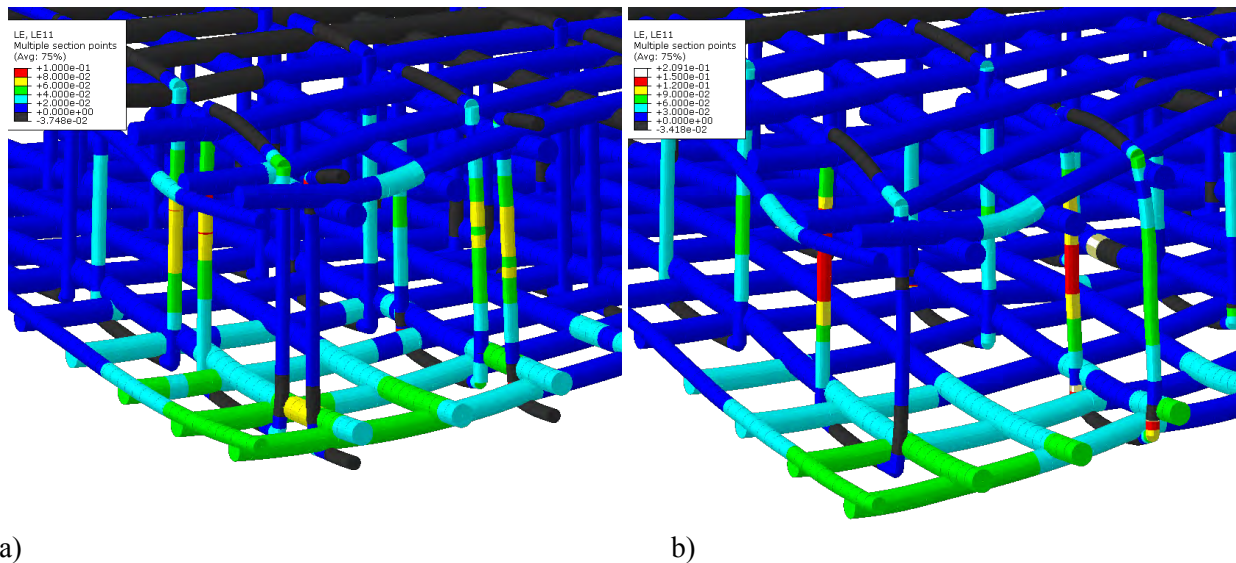 LE, LE11
Multiple section points
(Avg: 75%)
+1.000e-01
+8.000e-02
+6.000e-02
+4.000e-02
+2.000e-02
+0.000e+00
-3.748e-02
LE, LE11
Multiple section points
(Avg: 75%)
+2.091e-01
+1.500e-01
+1.200e-01
+9.000e-02
+6.000e-02
+3.000e-02
+0.000e+00
-3.418e-02
a)
b)